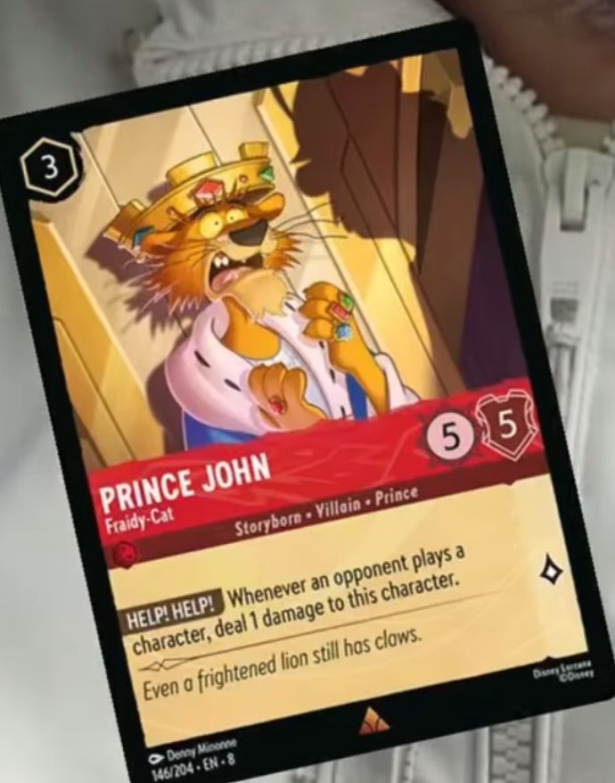 3
5
5
PRINCE JOHN
Fraidy-Cat
Storyborn • Villain • Prince
HELP! HELP! Whenever an opponent plays a
character, deal 1 damage to this character.
Even a frightened lion still has claws.
Disney Lorcana
©Disney
Denny Minonne
146/204 • EN • 8